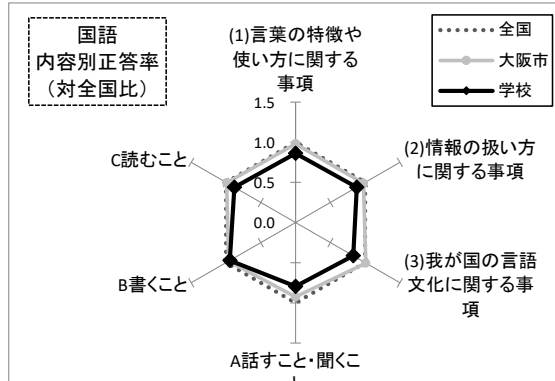 国語
内容別正答率
（対全国比）
(1)言葉の特徴や
使い方に関する
事項
全国
大阪市
学校
1.5
1.0
0.5
0.0
(2)情報の扱い方
に関する事項
(3)我が国の言語
文化に関する事
項
A話すこと・聞くこ
B書くこと
C読むこと